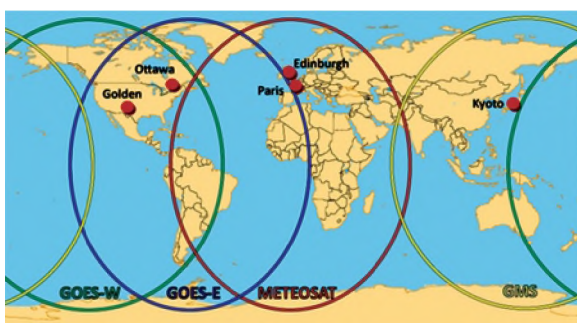 Edinburgh
Ottawa
Paris
Golden
Kyoto
GOES-W
GOES-E
METEOSAT
GMS